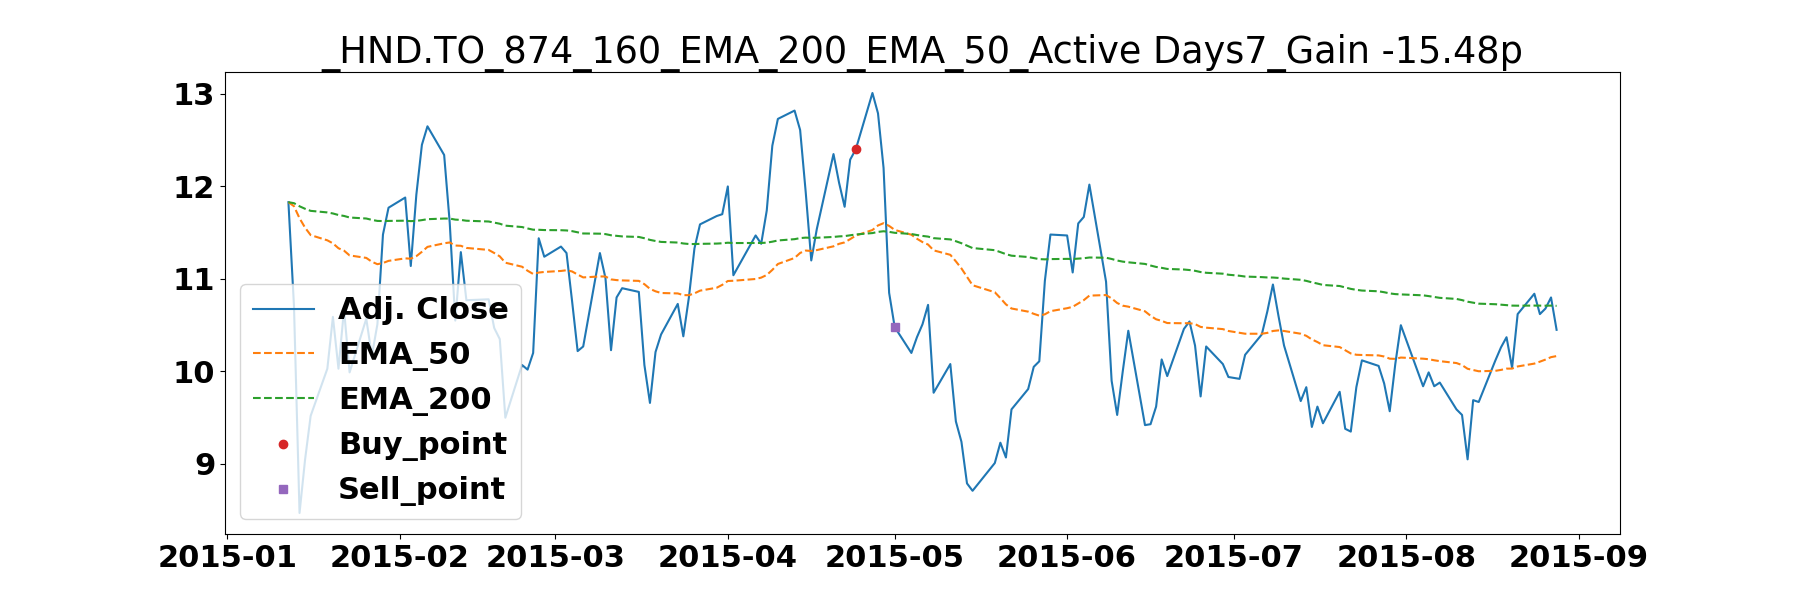 _HND.TO_874_160_EMA_200_EMA_50_Active Days7_Gain -15.48p
13
12
11
10
9
Adj. Close
EMA_50
EMA_200
Buy_point
Sell_point
2015-01 2015-02 2015-03 2015-04 2015-05 2015-06 2015-07 2015-08 2015-09